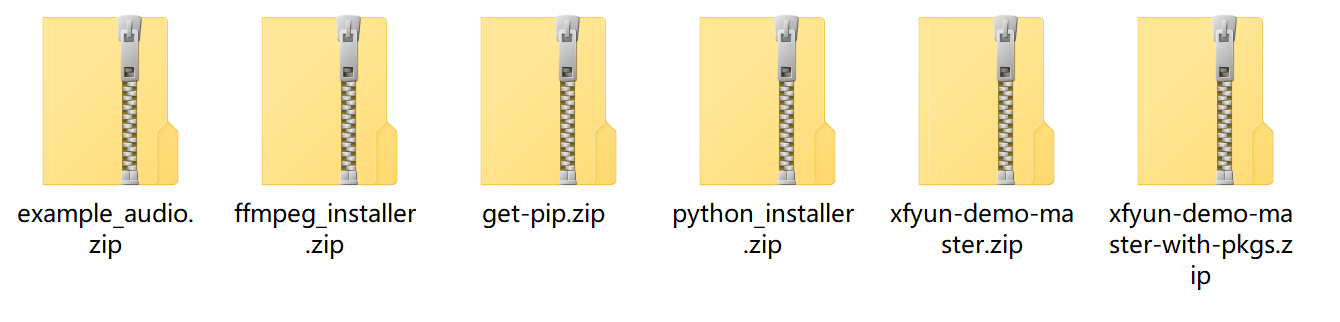 example_audio.
zip
ffmpeg_installer
.zip
get-pip.zip
python_installer
.zip
xfyun-demo-ma
ster.zip
xfyun-demo-ma
ster-with-pkgs.z
ip